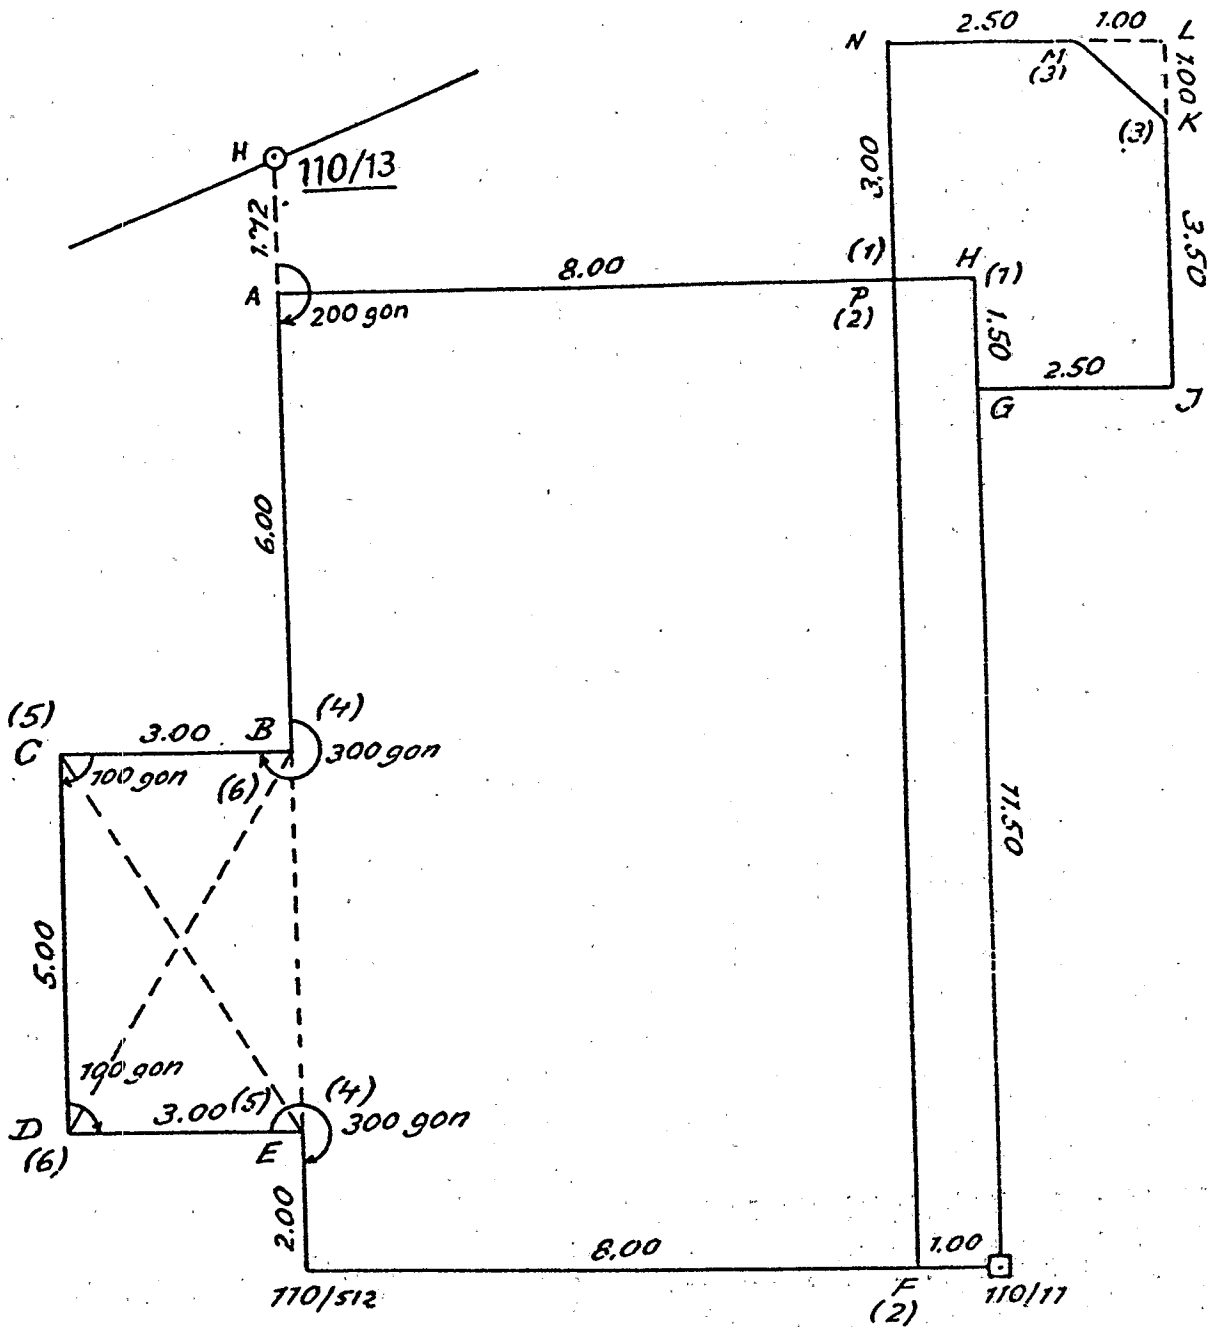 2.50 1.00 L
N M
(3)
1.00
K
(3)
H 110/13
3.00
1.72
3.50
(1) H (1)
8.00
A P
200 gon (2)
1.50
2.50
G J
6.00
(5) (4)
3.00 B
C 300 gon
100 gon (6)
11.50
5.00
100 gon
3.00 (5) (4)
D 300 gon
(6) E
2.00
8.00 1.00
110/512 F 110/11
(2)